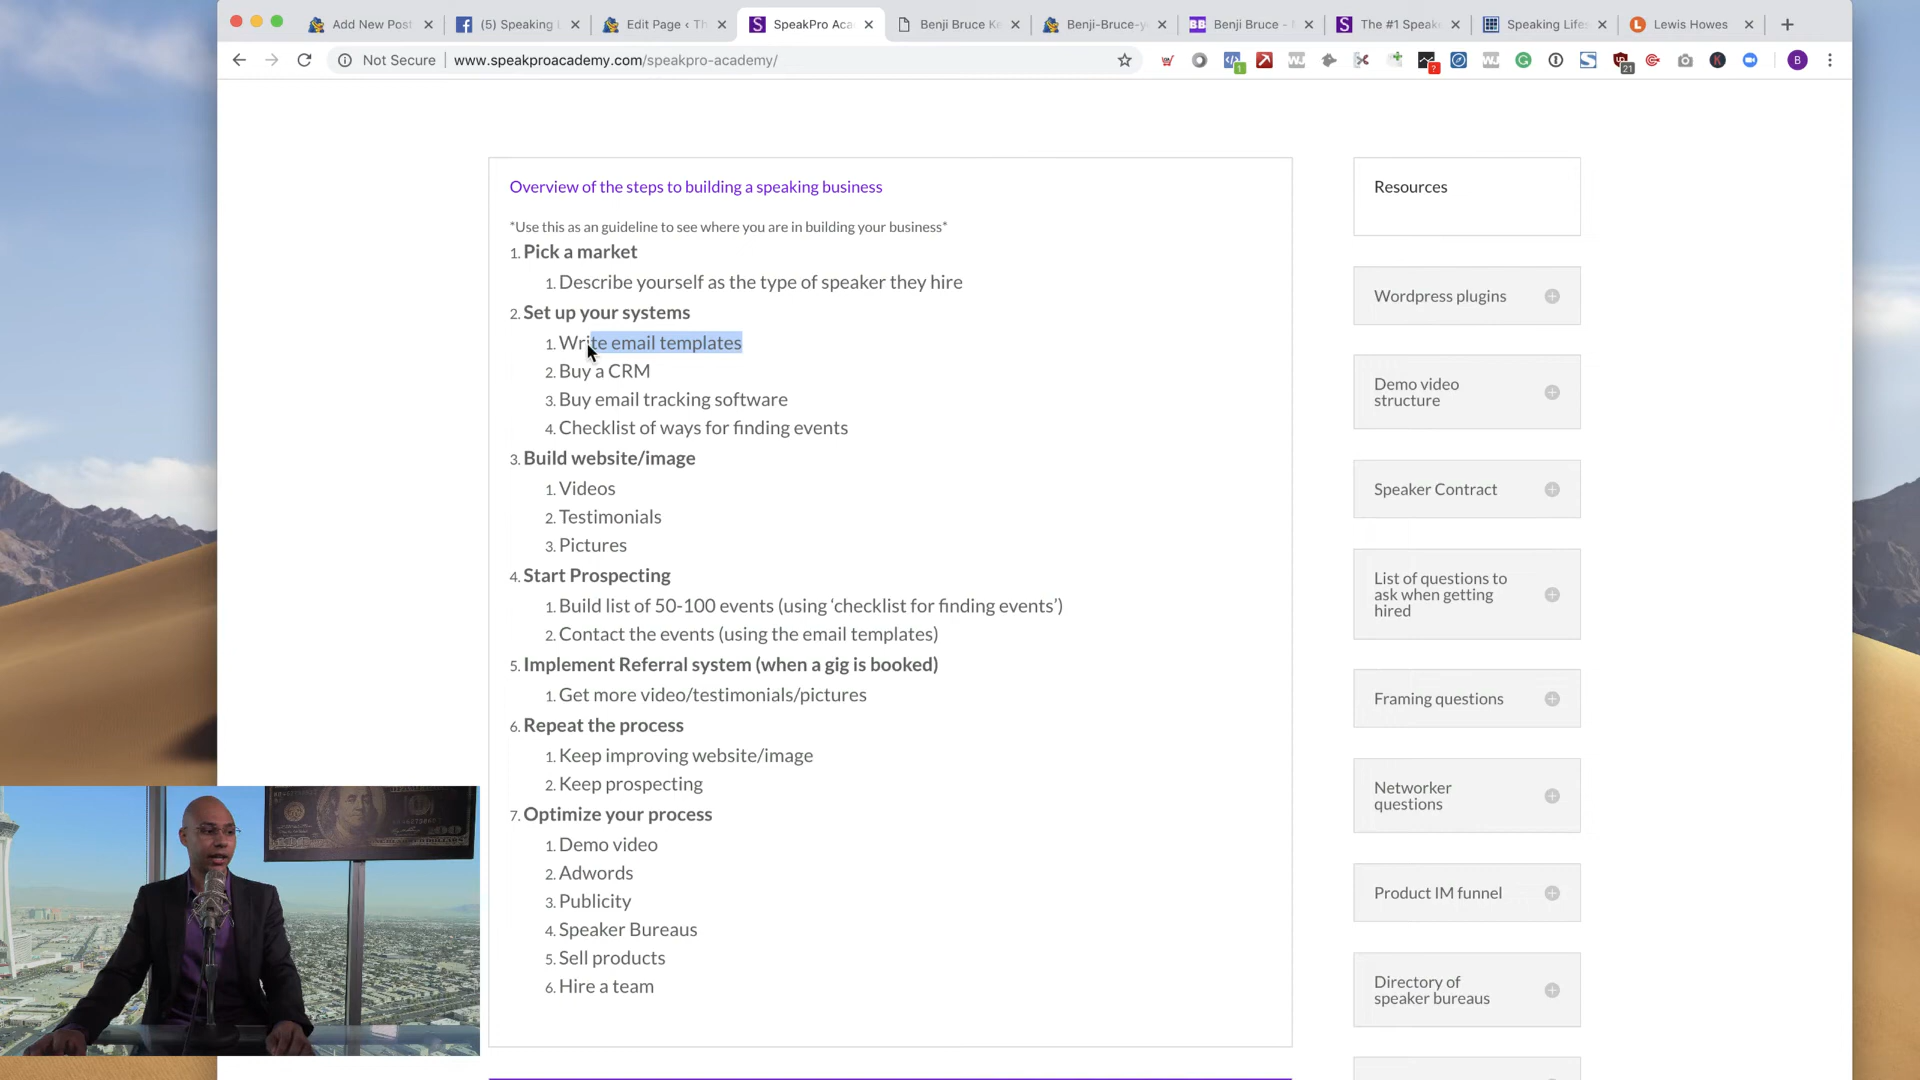 Add New Post
(5) Speaking
Edit Page ‹ Th
SpeakPro Aca
Benji Bruce Ke
Benji-Bruce-y
BB
Benji Bruce -
The #1 Speak
Speaking Lifes
Lewis Howes
Not Secure
www.speakproacademy.com/speakpro-academy/
1
?
21
B
Overview of the steps to building a speaking business
*Use this as an guideline to see where you are in building your business*
1. Pick a market
1. Describe yourself as the type of speaker they hire
2. Set up your systems
1. Write email templates
2. Buy a CRM
3. Buy email tracking software
4. Checklist of ways for finding events
3. Build website/image
1. Videos
2. Testimonials
3. Pictures
4. Start Prospecting
1. Build list of 50-100 events (using ‘checklist for finding events’)
2. Contact the events (using the email templates)
5. Implement Referral system (when a gig is booked)
1. Get more video/testimonials/pictures
6. Repeat the process
1. Keep improving website/image
2. Keep prospecting
7. Optimize your process
1. Demo video
2. Adwords
3. Publicity
4. Speaker Bureaus
5. Sell products
6. Hire a team
Resources
Wordpress plugins
Demo video
structure
Speaker Contract
List of questions to
ask when getting
hired
Framing questions
Networker
questions
Product IM funnel
Directory of
speaker bureaus